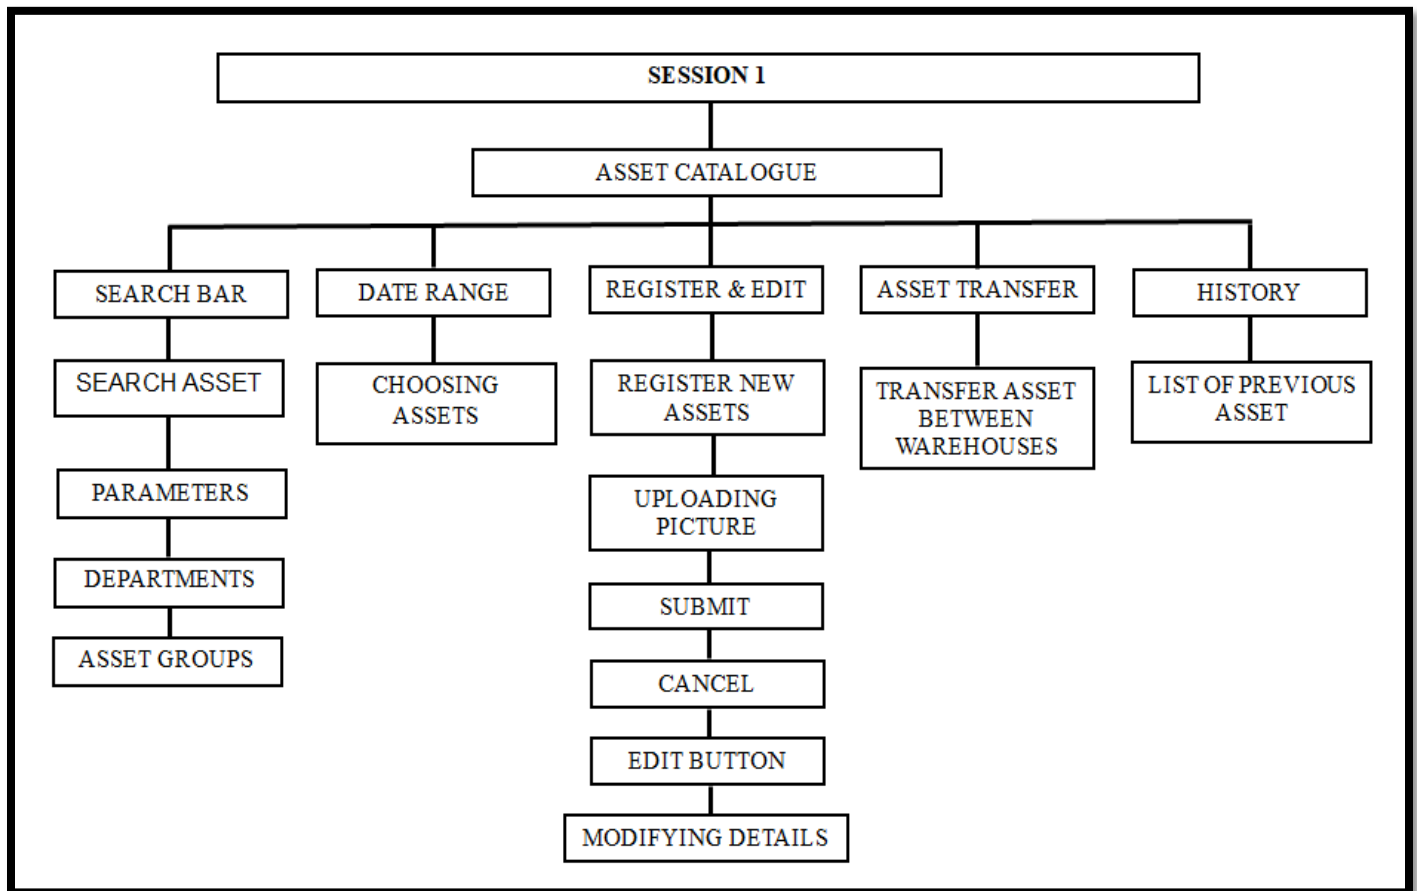 SESSION 1
ASSET CATALOGUE
SEARCH BAR
DATE RANGE
REGISTER & EDIT
ASSET TRANSFER
HISTORY
SEARCH ASSET
CHOOSING
ASSETS
REGISTER NEW
ASSETS
TRANSFER ASSET
BETWEEN
WAREHOUSES
LIST OF PREVIOUS
ASSET
PARAMETERS
UPLOADING
PICTURE
DEPARTMENTS
SUBMIT
ASSET GROUPS
CANCEL
EDIT BUTTON
MODIFYING DETAILS